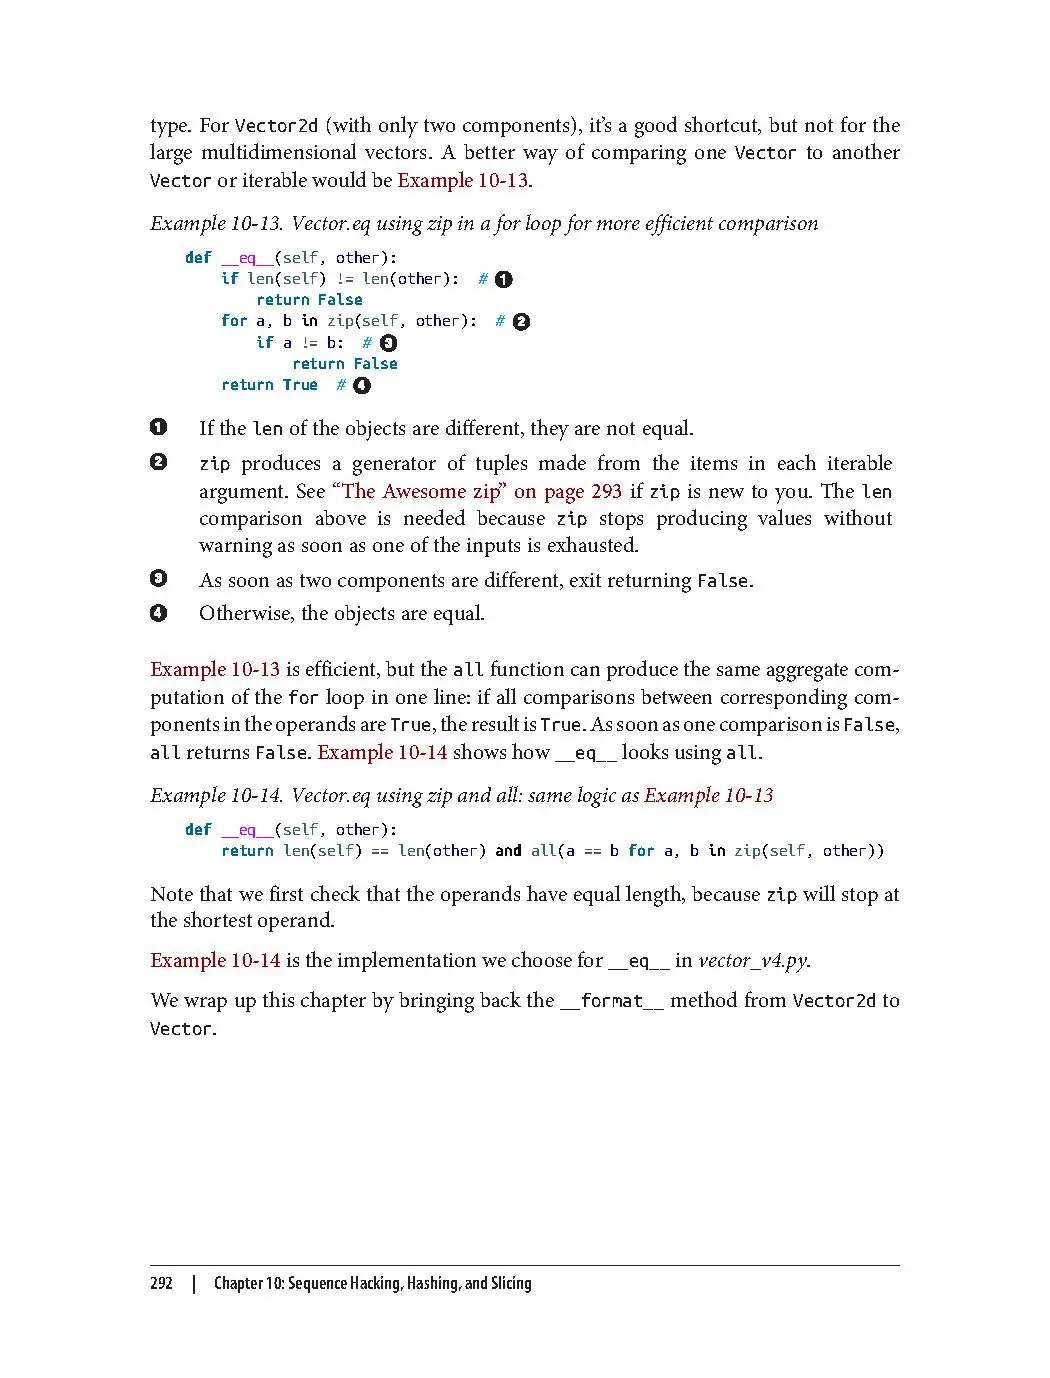 type. For Vector2d (with only two components), it’s a good shortcut, but not for the
large multidimensional vectors. A better way of comparing one Vector to another
Vector or iterable would be Example 10-13.
Example 10-13. Vector.eq using zip in a for loop for more efficient comparison
def __eq__(self, other):
    if len(self) != len(other):  # ❶
        return False
    for a, b in zip(self, other):  # ❷
        if a != b:  # ❸
            return False
    return True  # ❹
❶ If the len of the objects are different, they are not equal.
❷ zip produces a generator of tuples made from the items in each iterable
argument. See “The Awesome zip” on page 293 if zip is new to you. The len
comparison above is needed because zip stops producing values without
warning as soon as one of the inputs is exhausted.
❸ As soon as two components are different, exit returning False.
❹ Otherwise, the objects are equal.
Example 10-13 is efficient, but the all function can produce the same aggregate com-
putation of the for loop in one line: if all comparisons between corresponding com-
ponents in the operands are True, the result is True. As soon as one comparison is False,
all returns False. Example 10-14 shows how __eq__ looks using all.
Example 10-14. Vector.eq using zip and all: same logic as Example 10-13
def __eq__(self, other):
    return len(self) == len(other) and all(a == b for a, b in zip(self, other))
Note that we first check that the operands have equal length, because zip will stop at
the shortest operand.
Example 10-14 is the implementation we choose for __eq__ in vector_v4.py.
We wrap up this chapter by bringing back the __format__ method from Vector2d to
Vector.
292 | Chapter 10: Sequence Hacking, Hashing, and Slicing